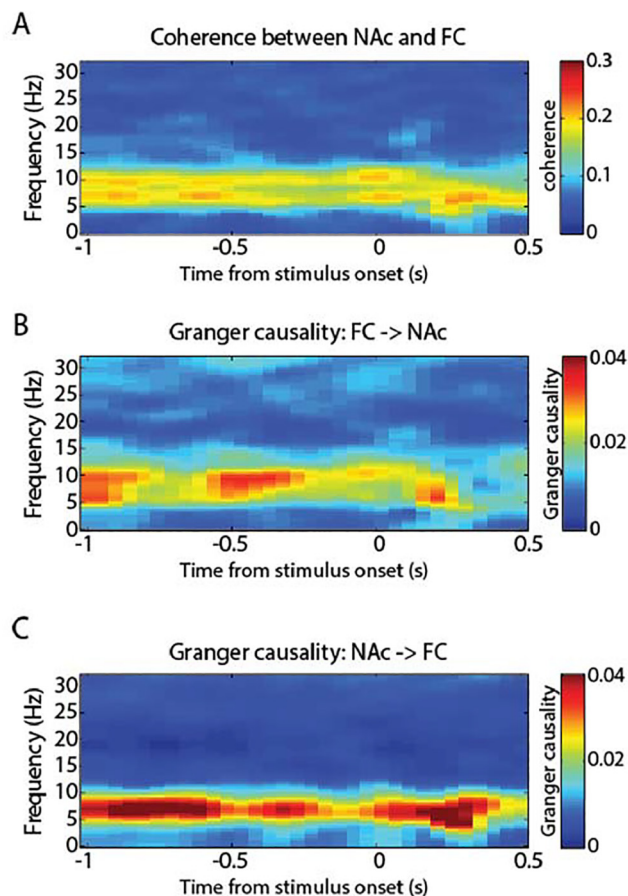 A
Coherence between NAc and FC
Frequency (Hz)
30
25
20
15
10
5
0
-1
-0.5
0
0.5
Time from stimulus onset (s)
0.3
0.2
0.1
0
coherence
B
Granger causality: FC -> NAc
Frequency (Hz)
30
25
20
15
10
5
0
-1
-0.5
0
0.5
Time from stimulus onset (s)
0.04
0.02
0
Granger causality
C
Granger causality: NAc -> FC
Frequency (Hz)
30
25
20
15
10
5
0
-1
-0.5
0
0.5
Time from stimulus onset (s)
0.04
0.02
0
Granger causality